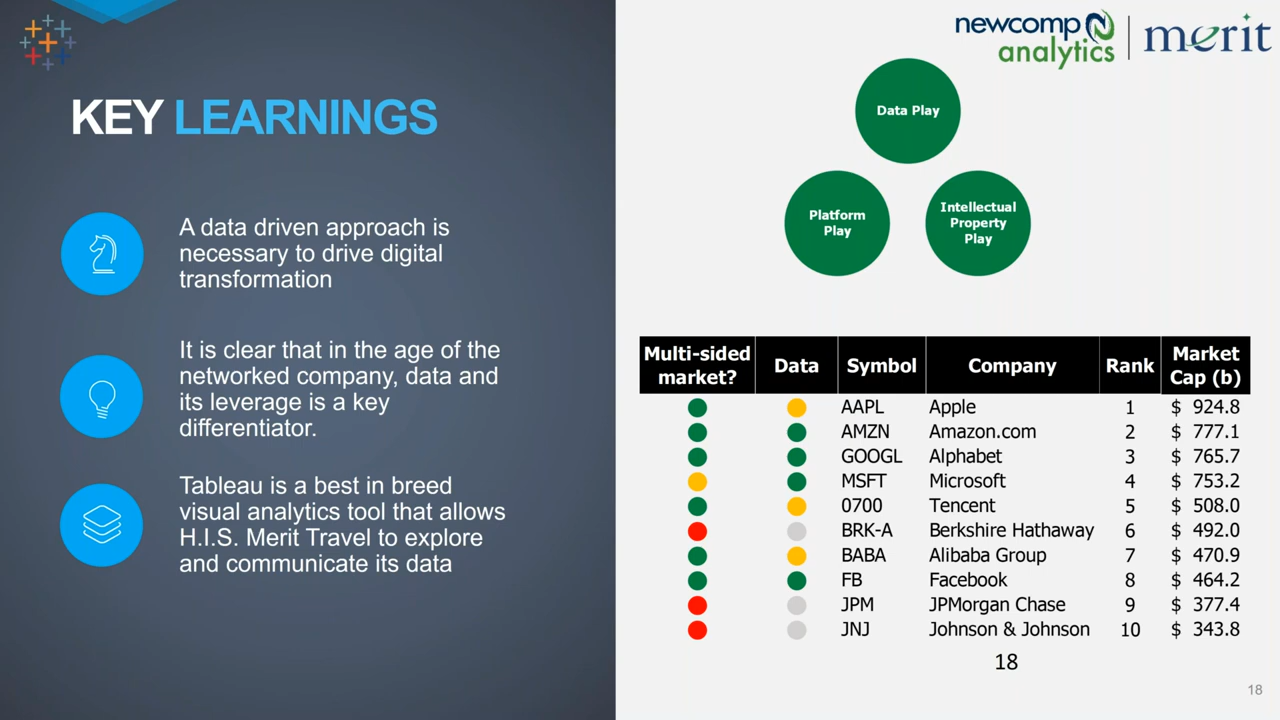 KEY LEARNINGS
A data driven approach is
necessary to drive digital
transformation
It is clear that in the age of the
networked company, data and
its leverage is a key
differentiator.
Tableau is a best in breed
visual analytics tool that allows
H.I.S. Merit Travel to explore
and communicate its data
newcomp
analytics
merit
Data Play
Platform
Play
Intellectual
Property
Play
Multi-sided market? Data Symbol Company Rank Market Cap (b)
AAPL Apple 1 $ 924.8
AMZN Amazon.com 2 $ 777.1
GOOGL Alphabet 3 $ 765.7
MSFT Microsoft 4 $ 753.2
0700 Tencent 5 $ 508.0
BRK-A Berkshire Hathaway 6 $ 492.0
BABA Alibaba Group 7 $ 470.9
FB Facebook 8 $ 464.2
JPM JPMorgan Chase 9 $ 377.4
JNJ Johnson & Johnson 10 $ 343.8
18
18